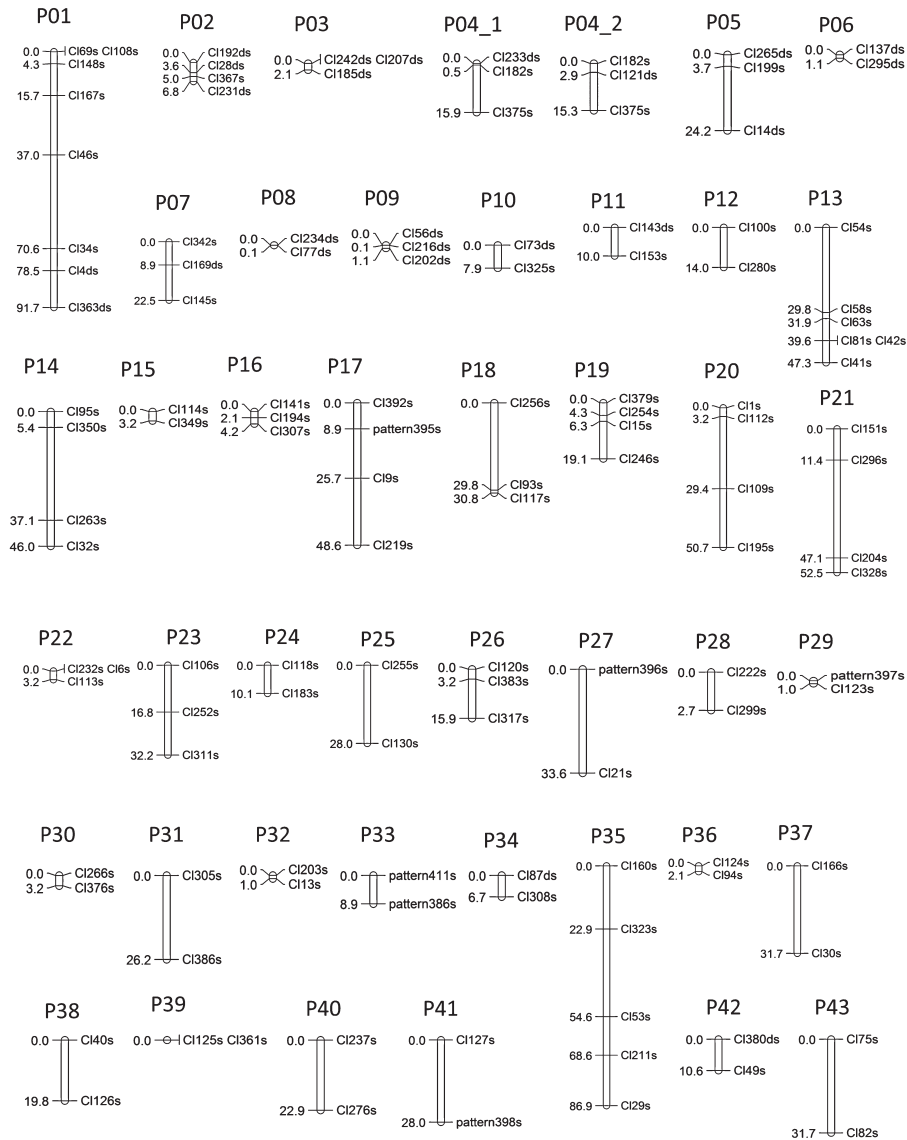 P01
0.0 Cl69s Cl108s
4.3 Cl148s
15.7 Cl167s
37.0 Cl46s
70.6 Cl34s
78.5 Cl4ds
91.7 Cl363ds
P02
0.0 Cl192ds
3.6 Cl28ds
5.0 Cl367s
6.8 Cl231ds
P03
0.0 Cl242ds Cl207ds
2.1 Cl185ds
P04_1
0.0 Cl233ds
0.5 Cl182s
15.9 Cl375s
P04_2
0.0 Cl182s
2.9 Cl121ds
15.3 Cl375s
P05
0.0 Cl265ds
3.7 Cl199s
24.2 Cl14ds
P06
0.0 Cl137ds
1.1 Cl295ds
P07
0.0 Cl342s
8.9 Cl169ds
22.5 Cl145s
P08
0.0 Cl234ds
0.1 Cl77ds
P09
0.0 Cl56ds
0.1 Cl216ds
1.1 Cl202ds
P10
0.0 Cl73ds
7.9 Cl325s
P11
0.0 Cl143ds
10.0 Cl153s
P12
0.0 Cl100s
14.0 Cl280s
P13
0.0 Cl54s
29.8 Cl58s
31.9 Cl63s
39.6 Cl81s Cl42s
47.3 Cl41s
P14
0.0 Cl95s
5.4 Cl350s
37.1 Cl263s
46.0 Cl32s
P15
0.0 Cl114s
3.2 Cl349s
P16
0.0 Cl141s
2.1 Cl194s
4.2 Cl307s
P17
0.0 Cl392s
8.9 pattern395s
25.7 Cl9s
48.6 Cl219s
P18
0.0 Cl256s
29.8 Cl93s
30.8 Cl117s
P19
0.0 Cl379s
4.3 Cl254s
6.3 Cl15s
19.1 Cl246s
P20
0.0 Cl1s
3.2 Cl112s
29.4 Cl109s
50.7 Cl195s
P21
0.0 Cl151s
11.4 Cl296s
47.1 Cl204s
52.5 Cl328s
P22
0.0 Cl232s Cl6s
3.2 Cl113s
P23
0.0 Cl106s
16.8 Cl252s
32.2 Cl311s
P24
0.0 Cl118s
10.1 Cl183s
P25
0.0 Cl255s
28.0 Cl130s
P26
0.0 Cl120s
3.2 Cl383s
15.9 Cl317s
P27
0.0 pattern396s
33.6 Cl21s
P28
0.0 Cl222s
2.7 Cl299s
P29
0.0 pattern397s
1.0 Cl123s
P30
0.0 Cl266s
3.2 Cl376s
P31
0.0 Cl305s
26.2 Cl386s
P32
0.0 Cl203s
1.0 Cl13s
P33
0.0 pattern411s
8.9 pattern386s
P34
0.0 Cl87ds
6.7 Cl308s
P35
0.0 Cl160s
22.9 Cl323s
54.6 Cl53s
68.6 Cl211s
86.9 Cl29s
P36
0.0 Cl124s
2.1 Cl94s
P37
0.0 Cl166s
31.7 Cl30s
P38
0.0 Cl40s
19.8 Cl126s
P39
0.0 Cl125s Cl361s
P40
0.0 Cl237s
22.9 Cl276s
P41
0.0 Cl127s
28.0 pattern398s
P42
0.0 Cl380ds
10.6 Cl49s
P43
0.0 Cl75s
31.7 Cl82s